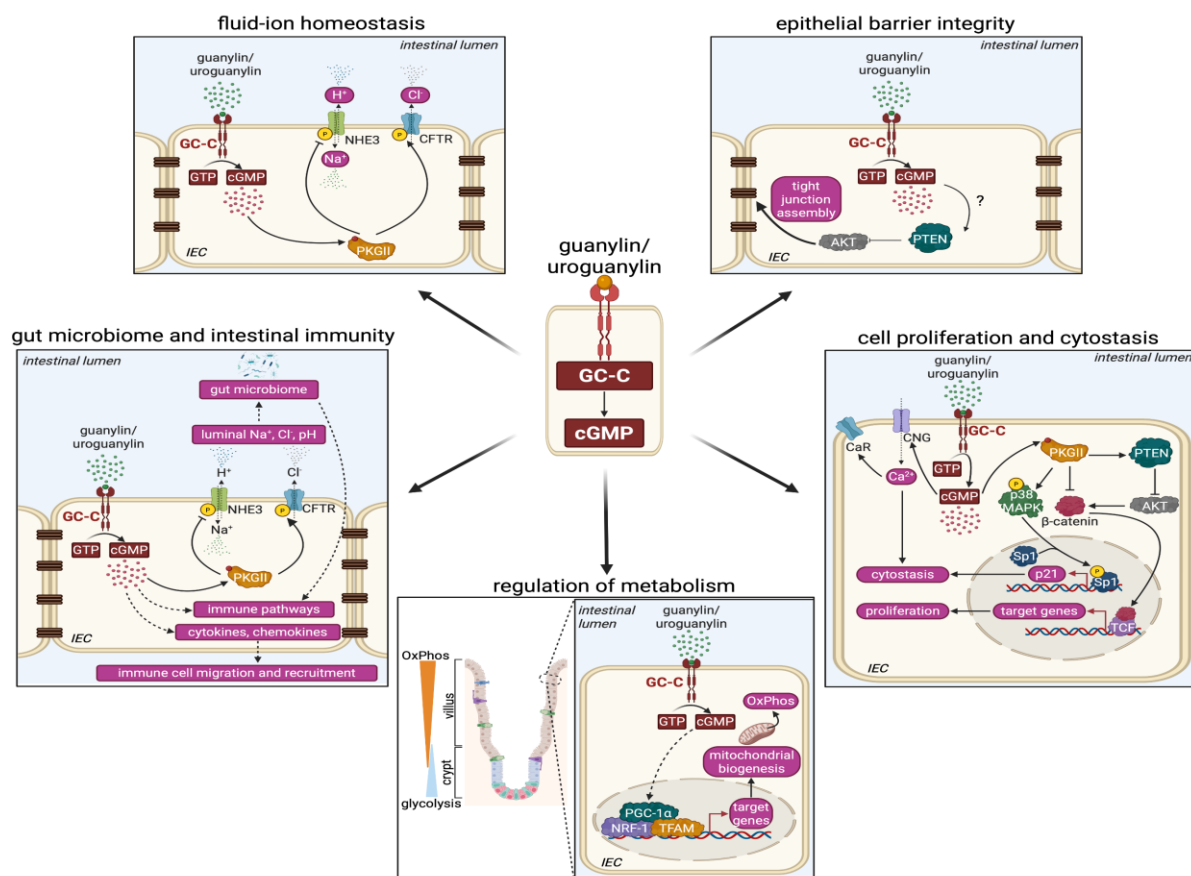 fluid-ion homeostasis
intestinal lumen
guanylin/
uroguanylin
H⁺
Cl⁻
P
NHE3
P
CFTR
GC-C
Na⁺
GTP
cGMP
PKGII
IEC
epithelial barrier integrity
intestinal lumen
guanylin/
uroguanylin
GC-C
GTP
cGMP
tight
junction
assembly
?
AKT
PTEN
IEC
guanylin/
uroguanylin
GC-C
cGMP
gut microbiome and intestinal immunity
intestinal lumen
gut microbiome
guanylin/
uroguanylin
luminal Na⁺, Cl⁻, pH
H⁺
Cl⁻
GC-C
P
NHE3
P
CFTR
Na⁺
GTP
cGMP
PKGII
immune pathways
IEC
cytokines, chemokines
immune cell migration and recruitment
cell proliferation and cytostasis
intestinal lumen
guanylin/
uroguanylin
CNG
CaR
GC-C
PKGII
PTEN
GTP
Ca²⁺
P
p38
MAPK
cGMP
β-catenin
AKT
Sp1
P
cytostasis
p21
Sp1
proliferation
target genes
TCF
IEC
regulation of metabolism
OxPhos
villus
crypt
glycolysis
intestinal
lumen
guanylin/
uroguanylin
GC-C
OxPhos
GTP
cGMP
mitochondrial
biogenesis
PGC-1α
target
genes
NRF-1
TFAM
IEC